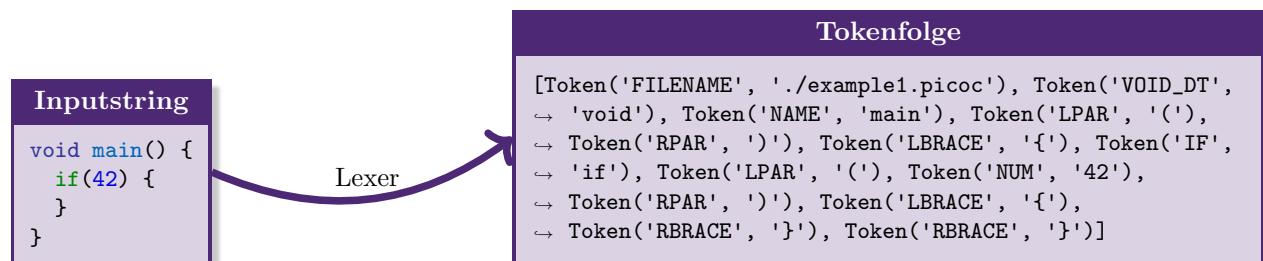 Inputstring
void main() {
  if(42) {
  }
}
Lexer
Tokenfolge
[Token('FILENAME', './example1.picoc'), Token('VOID_DT',
↪ 'void'), Token('NAME', 'main'), Token('LPAR', '('),
↪ Token('RPAR', ')'), Token('LBRACE', '{'), Token('IF',
↪ 'if'), Token('LPAR', '('), Token('NUM', '42'),
↪ Token('RPAR', ')'), Token('LBRACE', '{'),
↪ Token('RBRACE', '}'), Token('RBRACE', '}')]